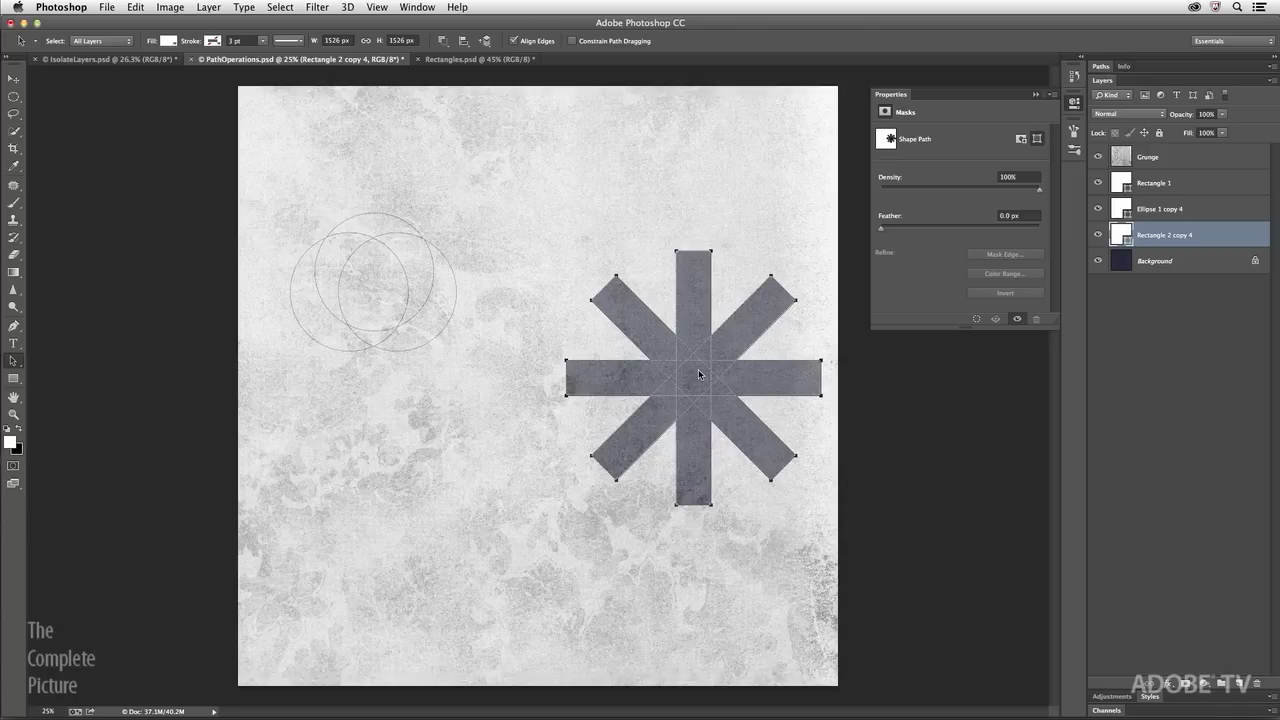 Photoshop File Edit Image Layer Type Select Filter 3D View Window Help
Adobe Photoshop CC
Select: All Layers Fill: Stroke: 3 pt W: 1526 px H: 1526 px Align Edges Constrain Path Dragging Essentials
IsolateLayers.psd @ 26.3% (RGB/8) * PathOperations.psd @ 25% (Rectangle 2 copy 4, RGB/8*) * Rectangles.psd @ 45% (RGB/8) *
Paths Info
Layers
Kind
Normal Opacity: 100%
Lock: Fill: 100%
Grunge
Rectangle 1
Ellipse 1 copy 4
Rectangle 2 copy 4
Background
Properties
Masks
Shape Path
Density: 100%
Feather: 0.0 px
Refine: Mask Edge...
Color Range...
Invert
The
Complete
Picture
ADOBE TV
Adjustments Styles
Channels
25% Doc: 37.1M/40.2M